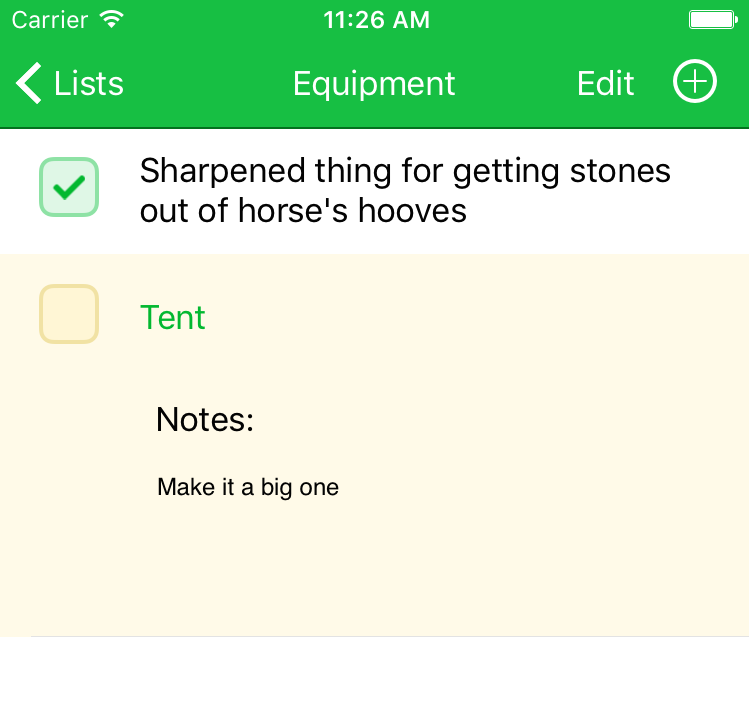 Carrier 11:26 AM
Lists Equipment Edit
Sharpened thing for getting stones
out of horse's hooves
Tent
Notes:
Make it a big one